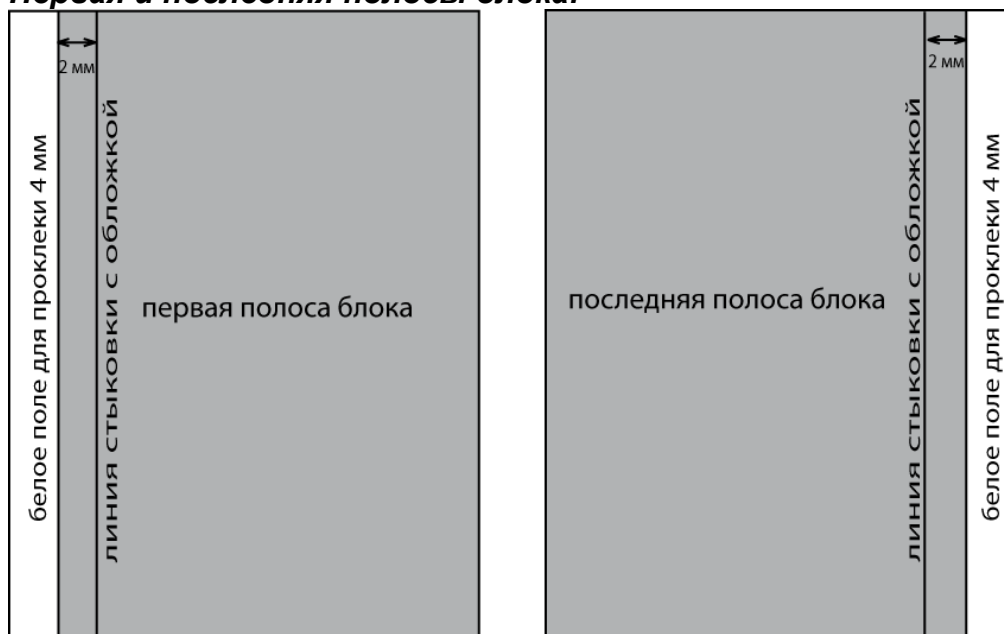 Первая и последняя полосы блока:
2 мм
белое поле для проклеки 4 мм
линия стыковки с обложкой
первая полоса блока
2 мм
последняя полоса блока
линия стыковки с обложкой
белое поле для проклеки 4 мм